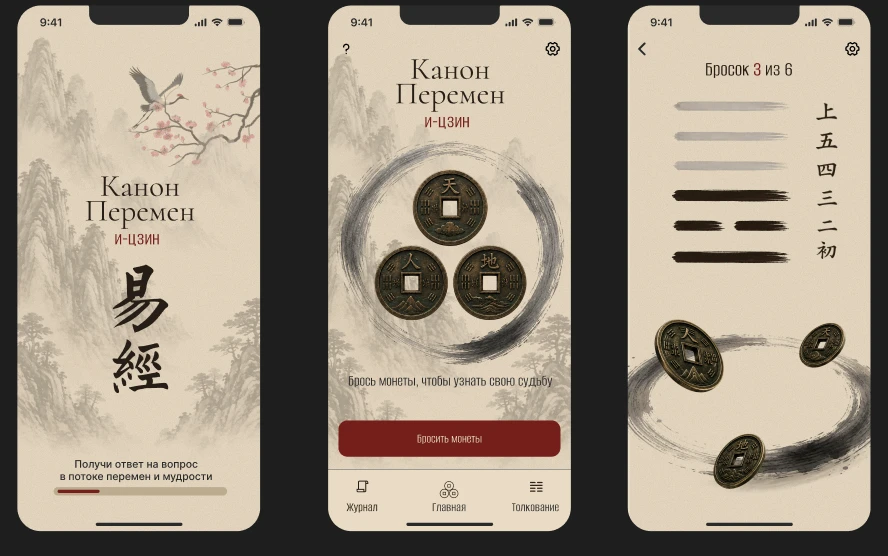 9:41
Канон
Перемен
И-ЦЗИН
易
經
Получи ответ на вопрос
в потоке перемен и мудрости
9:41
?
Канон
Перемен
И-ЦЗИН
天
人
地
Брось монеты, чтобы узнать свою судьбу
Бросить монеты
Журнал
Главная
Толкование
9:41
Бросок 3 из 6
上
五
四
三
二
初
人
天
地